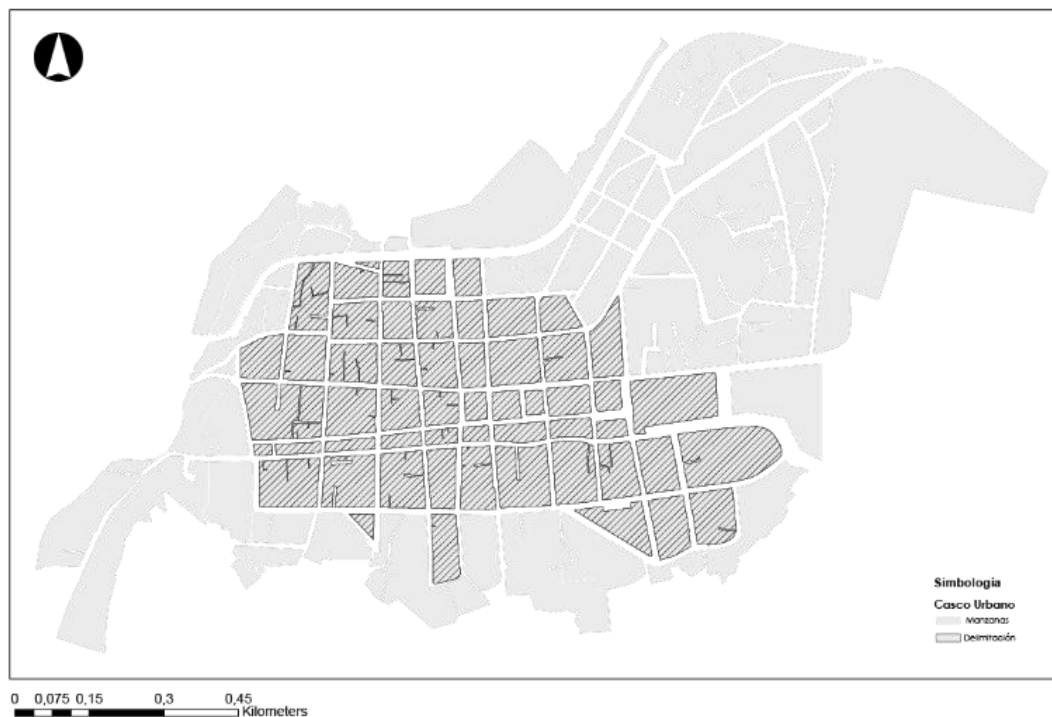 Simbología
Casco Urbano
Manzanas
Delimitación
0 0,075 0,15 0,3 0,45
Kilometers